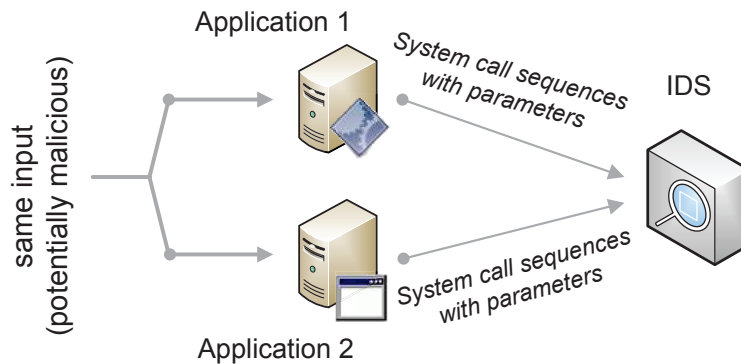 Application 1
System call sequences
with parameters
IDS
same input
(potentially malicious)
System call sequences
with parameters
Application 2